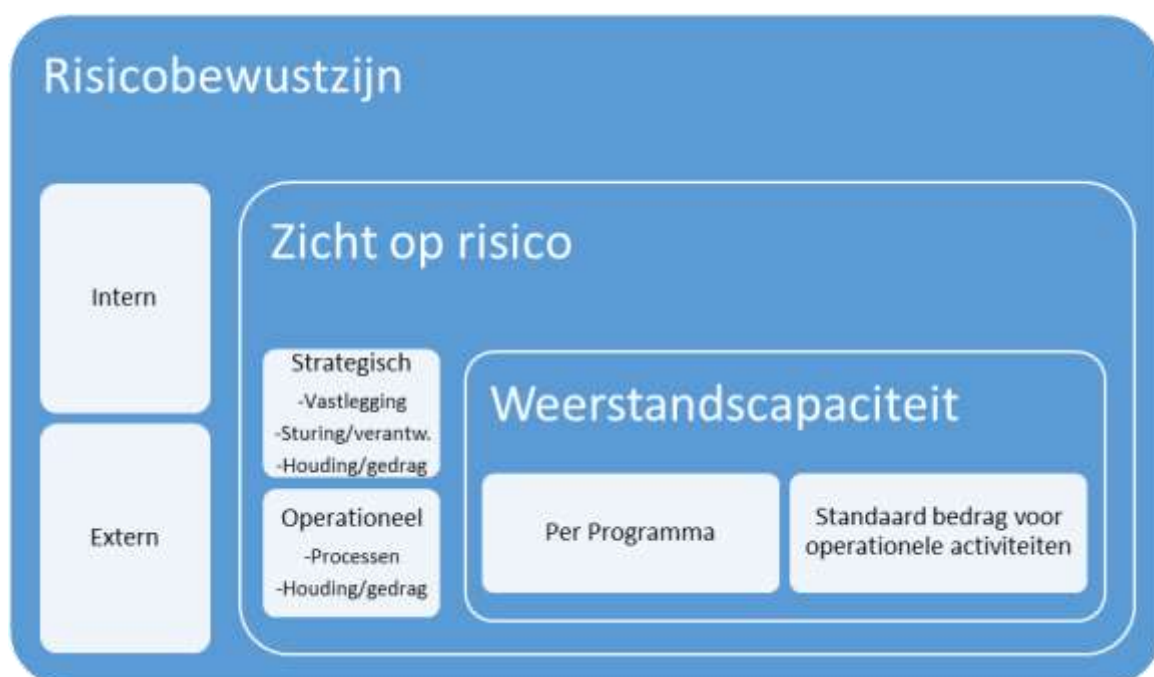 Risicobewustzijn
Intern
Extern
Zicht op risico
Strategisch
-Vastlegging
-Sturing/verantw.
-Houding/gedrag
Operationeel
-Processen
-Houding/gedrag
Weerstandscapaciteit
Per Programma
Standaard bedrag voor
operationele activiteiten